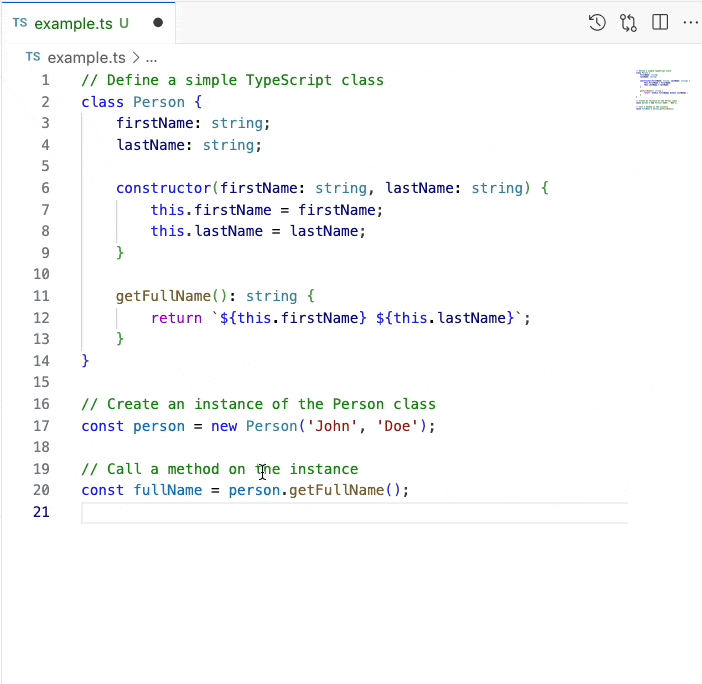 TS example.ts U
TS example.ts > ...
1 // Define a simple TypeScript class
2 class Person {
3     firstName: string;
4     lastName: string;
5
6     constructor(firstName: string, lastName: string) {
7         this.firstName = firstName;
8         this.lastName = lastName;
9     }
10
11     getFullName(): string {
12         return `${this.firstName} ${this.lastName}`;
13     }
14 }
15
16 // Create an instance of the Person class
17 const person = new Person('John', 'Doe');
18
19 // Call a method on the instance
20 const fullName = person.getFullName();
21